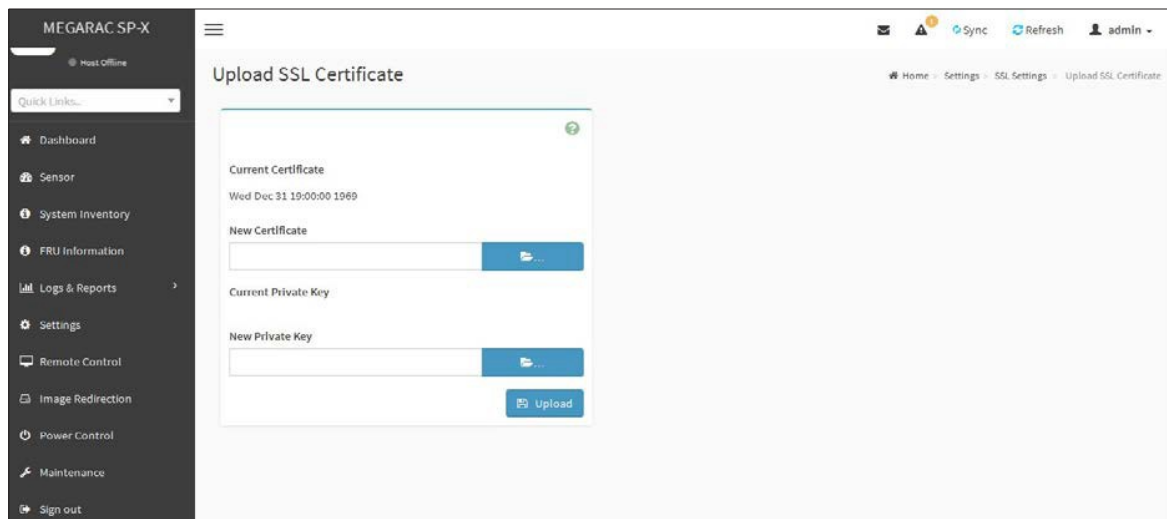 MEGARAC SP-X
1
Sync
Refresh
admin
Host Offline
Upload SSL Certificate
Home
Settings
SSL Settings
Upload SSL Certificate
Quick Links...
Dashboard
Sensor
System Inventory
FRU Information
Logs & Reports
Settings
Remote Control
Image Redirection
Power Control
Maintenance
Sign out
Current Certificate
Wed Dec 31 19:00:00 1969
New Certificate
...
Current Private Key
New Private Key
...
Upload